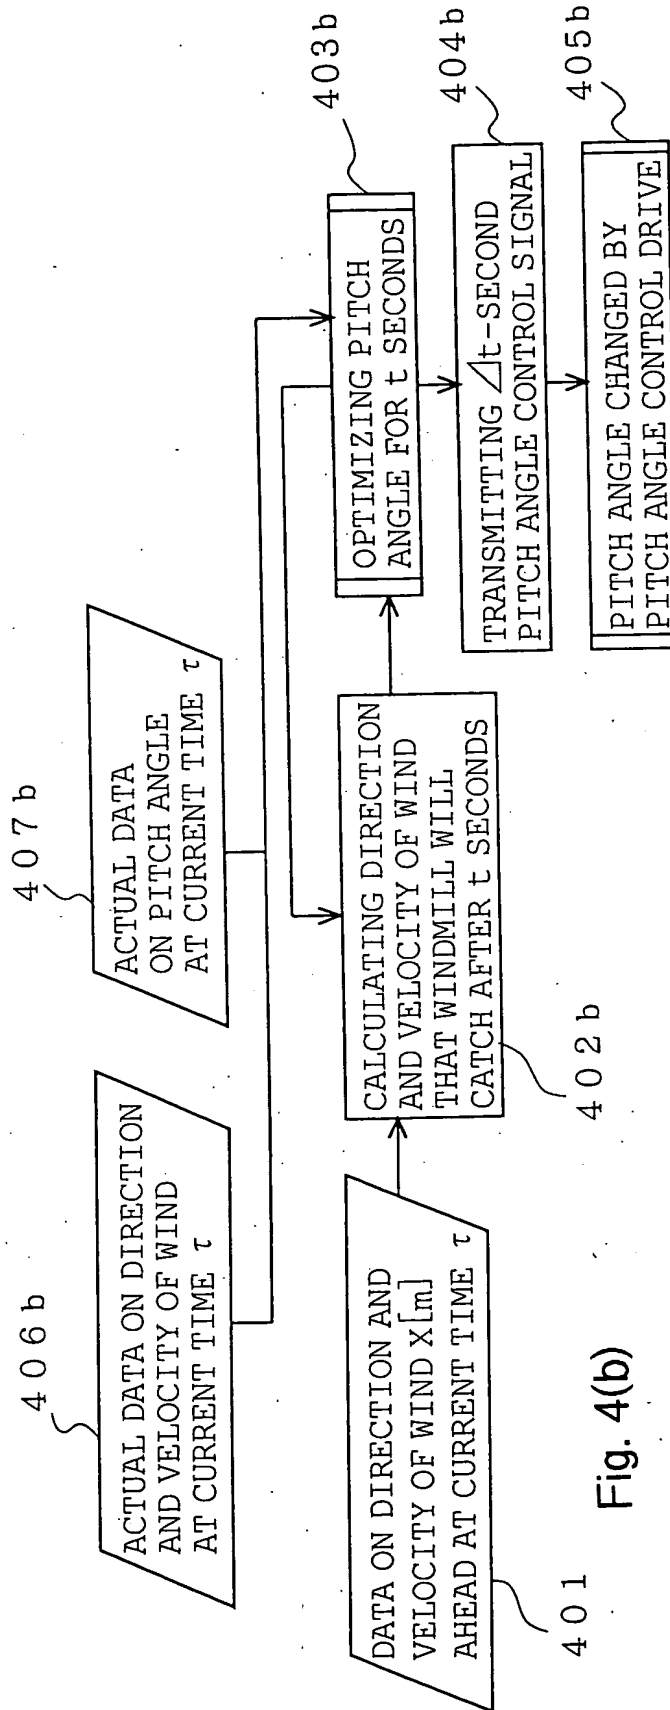 406b
ACTUAL DATA ON DIRECTION
AND VELOCITY OF WIND
AT CURRENT TIME τ
407b
ACTUAL DATA
ON PITCH ANGLE
AT CURRENT TIME τ
DATA ON DIRECTION AND
VELOCITY OF WIND X[m]
AHEAD AT CURRENT TIME τ
401
CALCULATING DIRECTION
AND VELOCITY OF WIND
THAT WINDMILL WILL
CATCH AFTER t SECONDS
402b
OPTIMIZING PITCH
ANGLE FOR t SECONDS
403b
TRANSMITTING ⊿t-SECOND
PITCH ANGLE CONTROL SIGNAL
404b
PITCH ANGLE CHANGED BY
PITCH ANGLE CONTROL DRIVE
405b
Fig. 4(b)